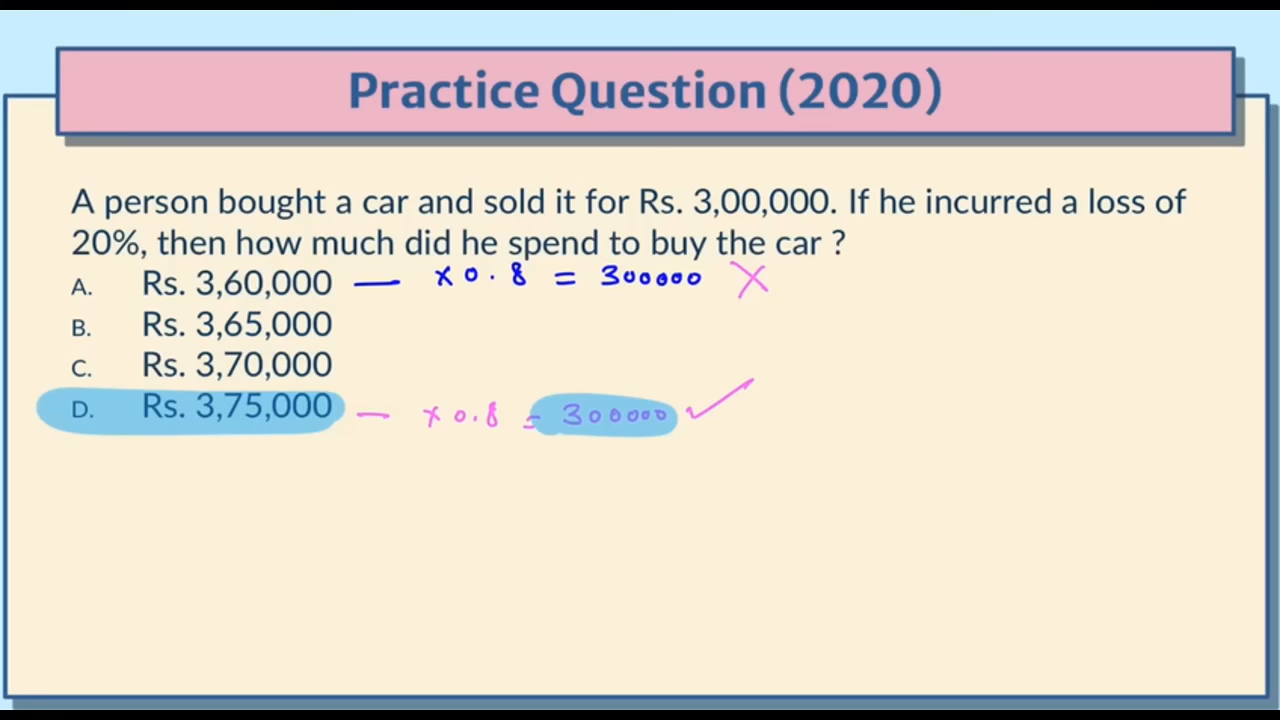 Practice Question (2020)
A person bought a car and sold it for Rs. 3,00,000. If he incurred a loss of
20%, then how much did he spend to buy the car ?
A. Rs. 3,60,000 — x 0.8 = 300000 X
B. Rs. 3,65,000
C. Rs. 3,70,000
D. Rs. 3,75,000 — x 0.8 = 300000 ✓